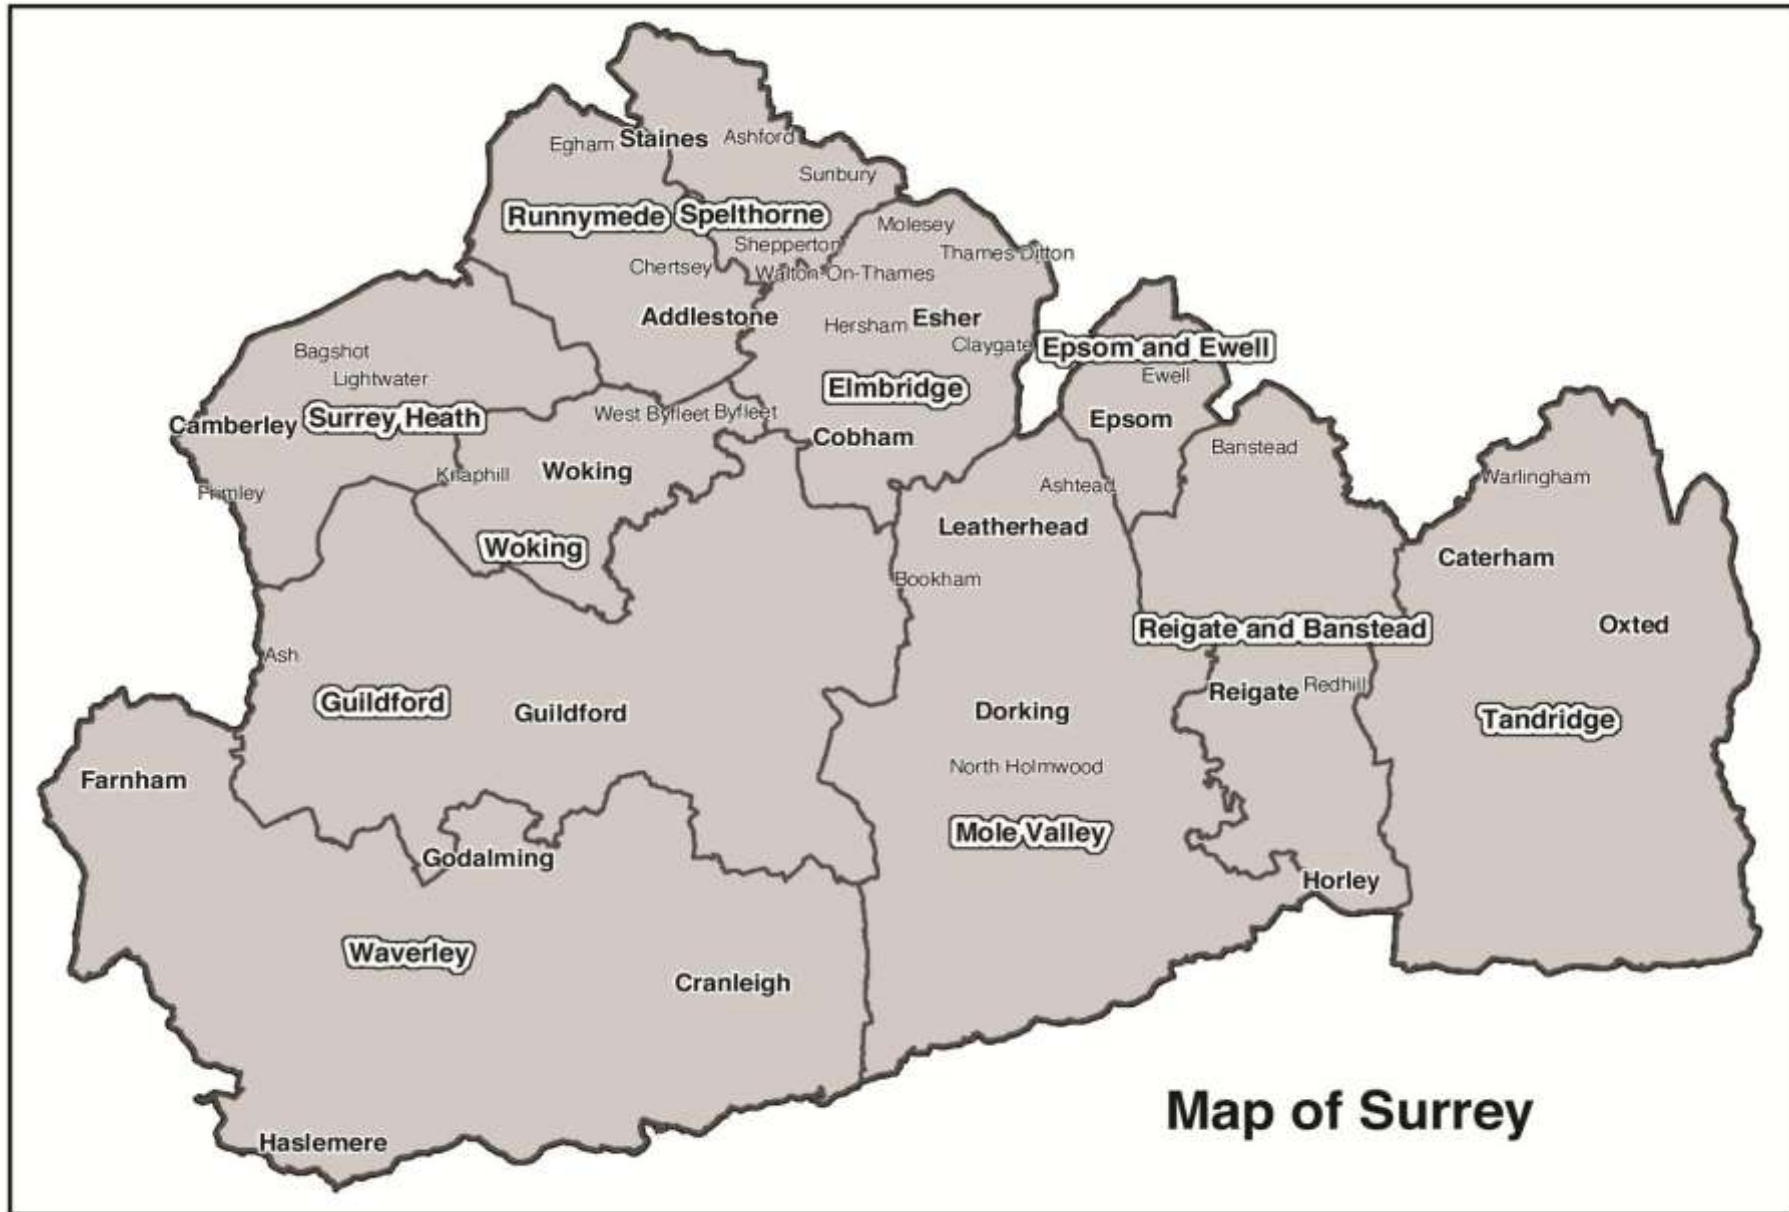 Egham
Staines
Ashford
Sunbury
Runnymede
Spelthorne
Molesey
Shepperton
Thames Ditton
Chertsey
Walton-On-Thames
Addlestone
Hersham
Esher
Claygate
Epsom and Ewell
Bagshot
Lightwater
Ewell
Elmbridge
Camberley
Surrey Heath
West Byfleet
Byfleet
Epsom
Cobham
Banstead
Knaphill
Woking
Frimley
Ashtead
Warlingham
Leatherhead
Woking
Caterham
Bookham
Reigate and Banstead
Oxted
Ash
Reigate
Redhill
Guildford
Guildford
Dorking
Tandridge
North Holmwood
Farnham
Mole Valley
Godalming
Horley
Waverley
Cranleigh
Map of Surrey
Haslemere